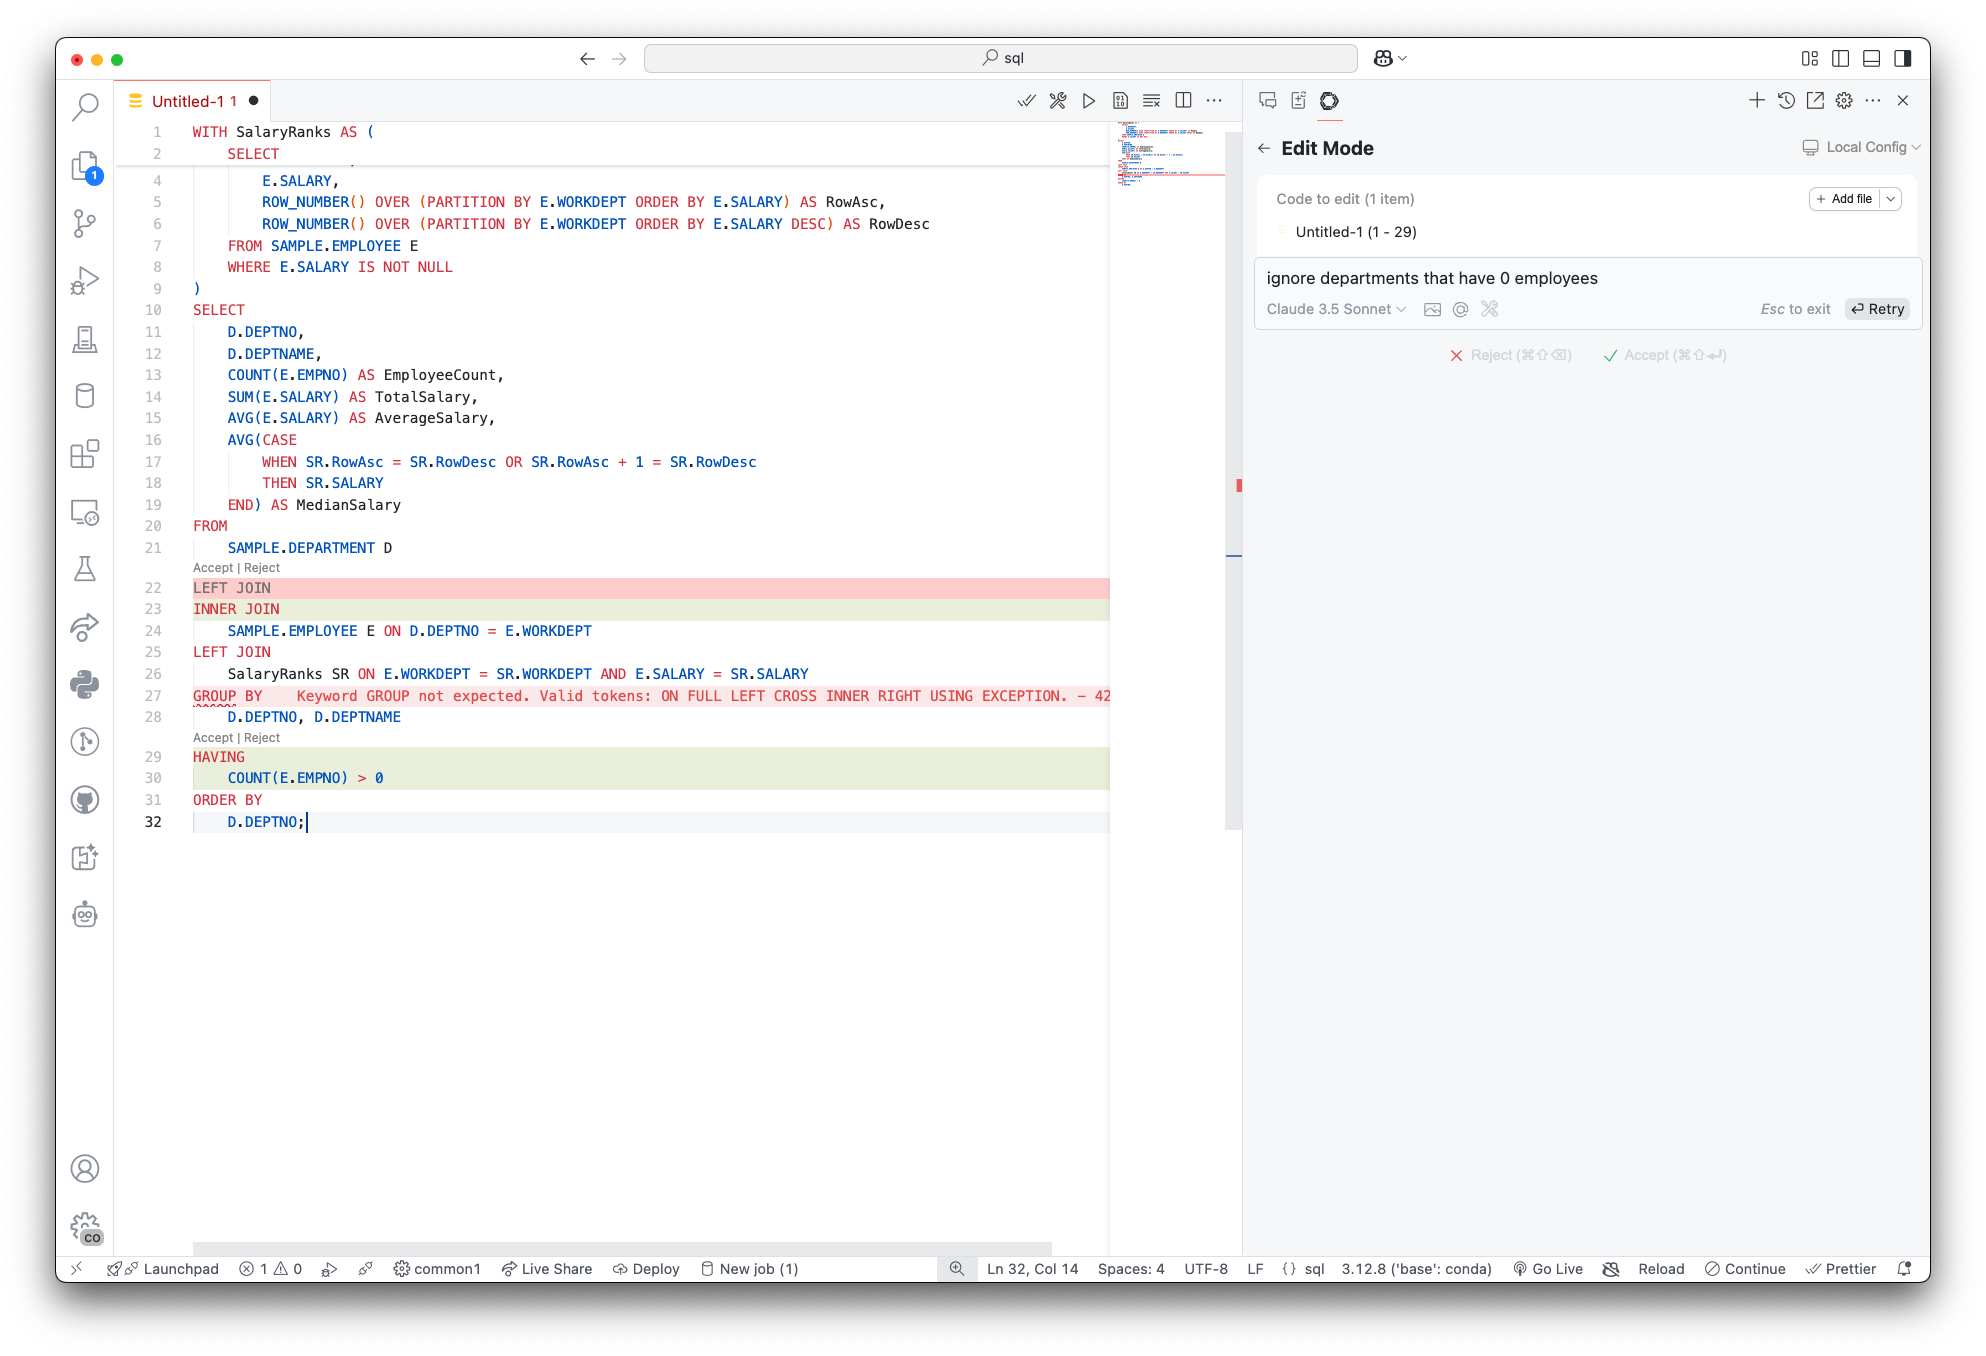 sql
Untitled-1 1
1 WITH SalaryRanks AS (
2 SELECT
4 E.SALARY,
5 ROW_NUMBER() OVER (PARTITION BY E.WORKDEPT ORDER BY E.SALARY) AS RowAsc,
6 ROW_NUMBER() OVER (PARTITION BY E.WORKDEPT ORDER BY E.SALARY DESC) AS RowDesc
7 FROM SAMPLE.EMPLOYEE E
8 WHERE E.SALARY IS NOT NULL
9 )
10 SELECT
11 D.DEPTNO,
12 D.DEPTNAME,
13 COUNT(E.EMPNO) AS EmployeeCount,
14 SUM(E.SALARY) AS TotalSalary,
15 AVG(E.SALARY) AS AverageSalary,
16 AVG(CASE
17 WHEN SR.RowAsc = SR.RowDesc OR SR.RowAsc + 1 = SR.RowDesc
18 THEN SR.SALARY
19 END) AS MedianSalary
20 FROM
21 SAMPLE.DEPARTMENT D
Accept | Reject
22 LEFT JOIN
23 INNER JOIN
24 SAMPLE.EMPLOYEE E ON D.DEPTNO = E.WORKDEPT
25 LEFT JOIN
26 SalaryRanks SR ON E.WORKDEPT = SR.WORKDEPT AND E.SALARY = SR.SALARY
27 GROUP BY Keyword GROUP not expected. Valid tokens: ON FULL LEFT CROSS INNER RIGHT USING EXCEPTION. – 42
28 D.DEPTNO, D.DEPTNAME
Accept | Reject
29 HAVING
30 COUNT(E.EMPNO) > 0
31 ORDER BY
32 D.DEPTNO;
Edit Mode
Local Config
Code to edit (1 item)
+ Add file
Untitled-1 (1 - 29)
ignore departments that have 0 employees
Claude 3.5 Sonnet
Esc to exit
⏎ Retry
Reject (⌘⇧⌫)
Accept (⌘⇧⏎)
1
CO
Launchpad
1 0
common1
Live Share
Deploy
New job (1)
Ln 32, Col 14
Spaces: 4
UTF-8
LF
{ } sql
3.12.8 ('base': conda)
Go Live
Reload
Continue
Prettier